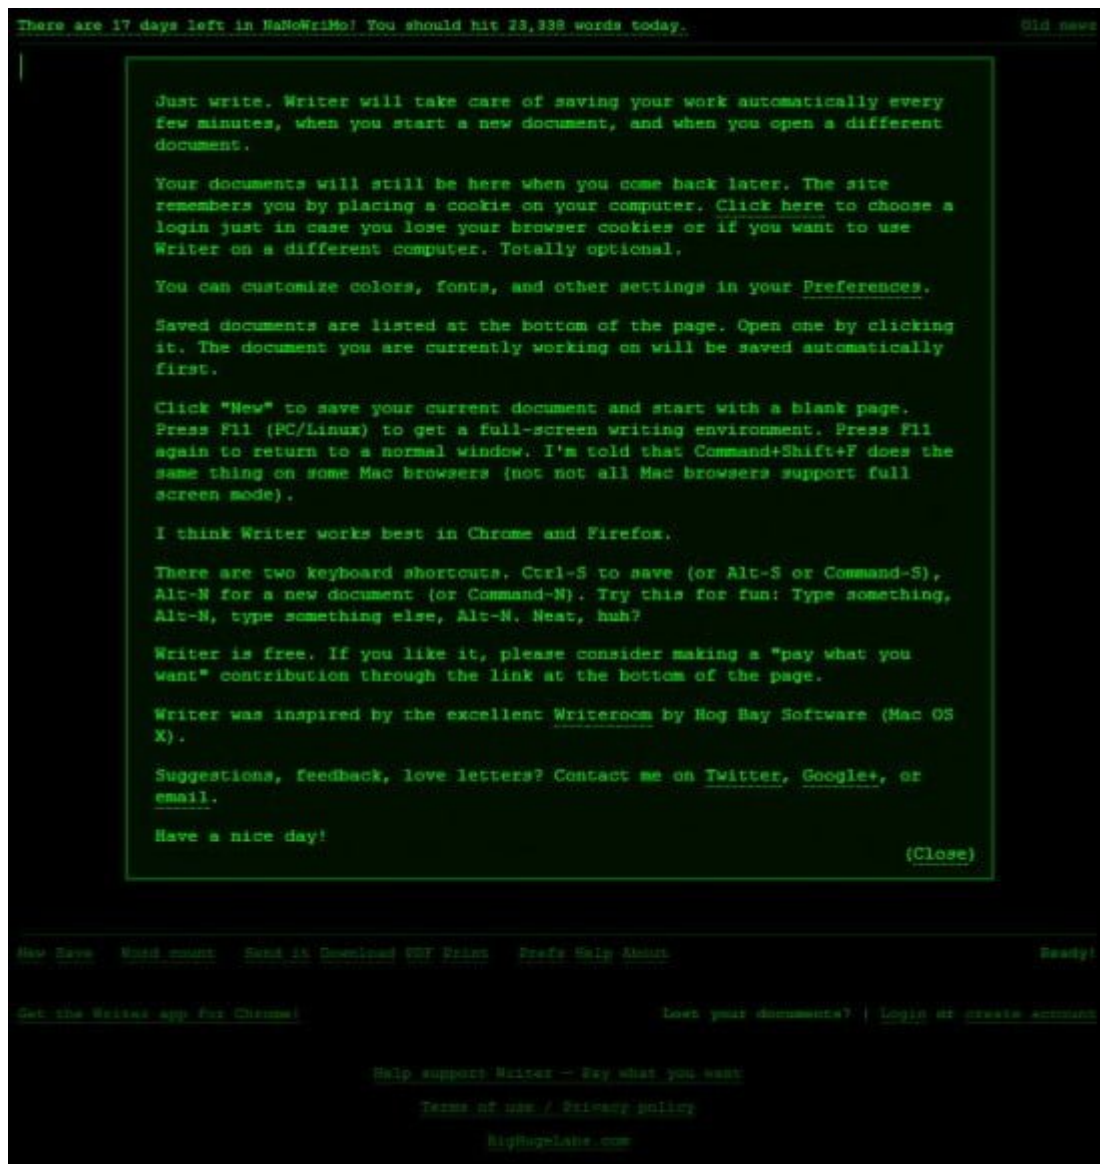 There are 17 days left in NaNoWriMo! You should hit 23,338 words today.
Old news
Just write. Writer will take care of saving your work automatically every
few minutes, when you start a new document, and when you open a different
document.
Your documents will still be here when you come back later. The site
remembers you by placing a cookie on your computer. Click here to choose a
login just in case you lose your browser cookies or if you want to use
Writer on a different computer. Totally optional.
You can customize colors, fonts, and other settings in your Preferences.
Saved documents are listed at the bottom of the page. Open one by clicking
it. The document you are currently working on will be saved automatically
first.
Click "New" to save your current document and start with a blank page.
Press F11 (PC/Linux) to get a full-screen writing environment. Press F11
again to return to a normal window. I'm told that Command+Shift+F does the
same thing on some Mac browsers (not not all Mac browsers support full
screen mode).
I think Writer works best in Chrome and Firefox.
There are two keyboard shortcuts. Ctrl-S to save (or Alt-S or Command-S),
Alt-N for a new document (or Command-N). Try this for fun: Type something,
Alt-N, type something else, Alt-N. Neat, huh?
Writer is free. If you like it, please consider making a "pay what you
want" contribution through the link at the bottom of the page.
Writer was inspired by the excellent Writeroom by Hog Bay Software (Mac OS
X).
Suggestions, feedback, love letters? Contact me on Twitter, Google+, or
email.
Have a nice day!
(Close)
New Save Word count Send it Download PDF Print Prefs Help About
Ready!
Get the Writer app for Chrome!
Lost your documents? | Login or create account
Help support Writer — Pay what you want
Terms of use / Privacy policy
bigHugeLabs.com